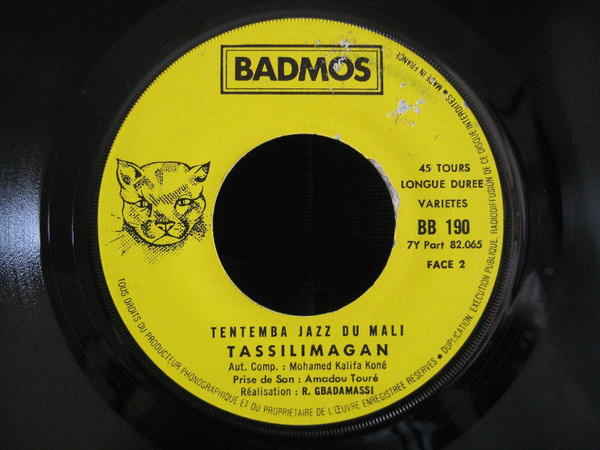 BADMOS
45 TOURS
LONGUE DUREE
VARIETES
BB 190
7Y Part 82.065
FACE 2
TENTEMBA JAZZ DU MALI
TASSILIMAGAN
Aut. Comp. : Mohamed Kalifa Koné
Prise de Son : Amadou Touré
Réalisation : R. GBADAMASSI
TOUS DROITS DU PRODUCTEUR PHONOGRAPHIQUE ET DU PROPRIETAIRE DE L'ŒUVRE ENREGISTREE RESERVES • DUPLICATION, EXECUTION PUBLIQUE, RADIODIFFUSION DE CE DISQUE INTERDITES • MADE IN FRANCE